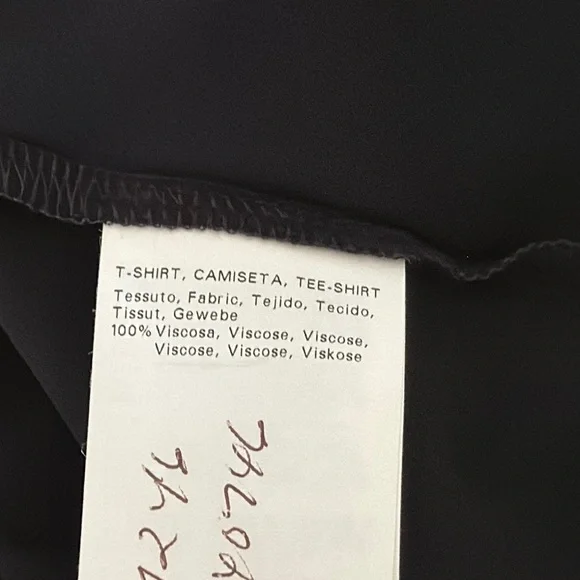 T-SHIRT, CAMISETA, TEE-SHIRT
Tessuto, Fabric, Tejido, Tecido,
Tissut, Gewebe
100% Viscosa, Viscose, Viscose,
Viscose, Viscose, Viskose